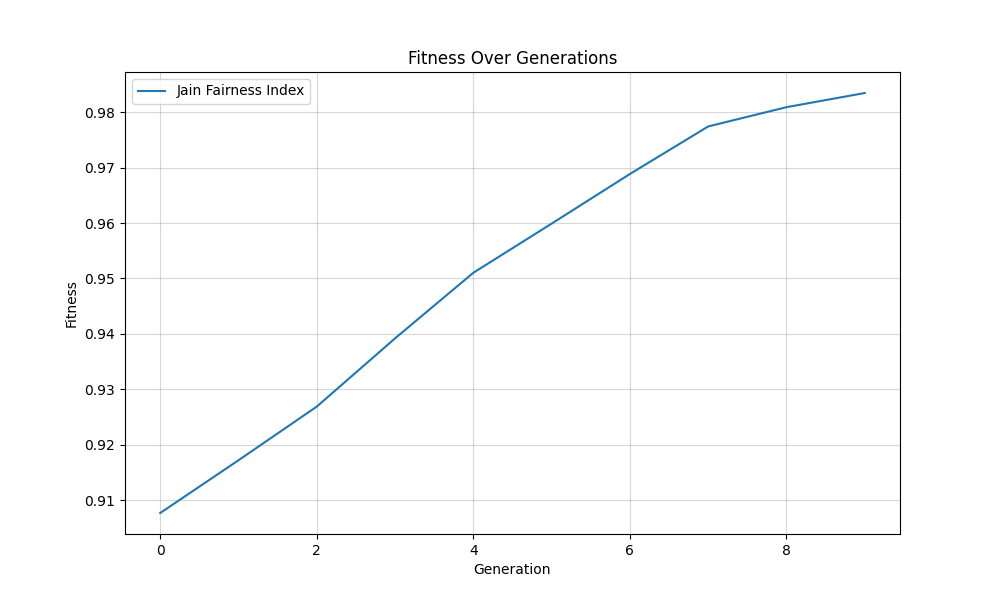 Fitness Over Generations
Jain Fairness Index
0.98
0.97
0.96
0.95
0.94
0.93
0.92
0.91
Fitness
0 2 4 6 8
Generation